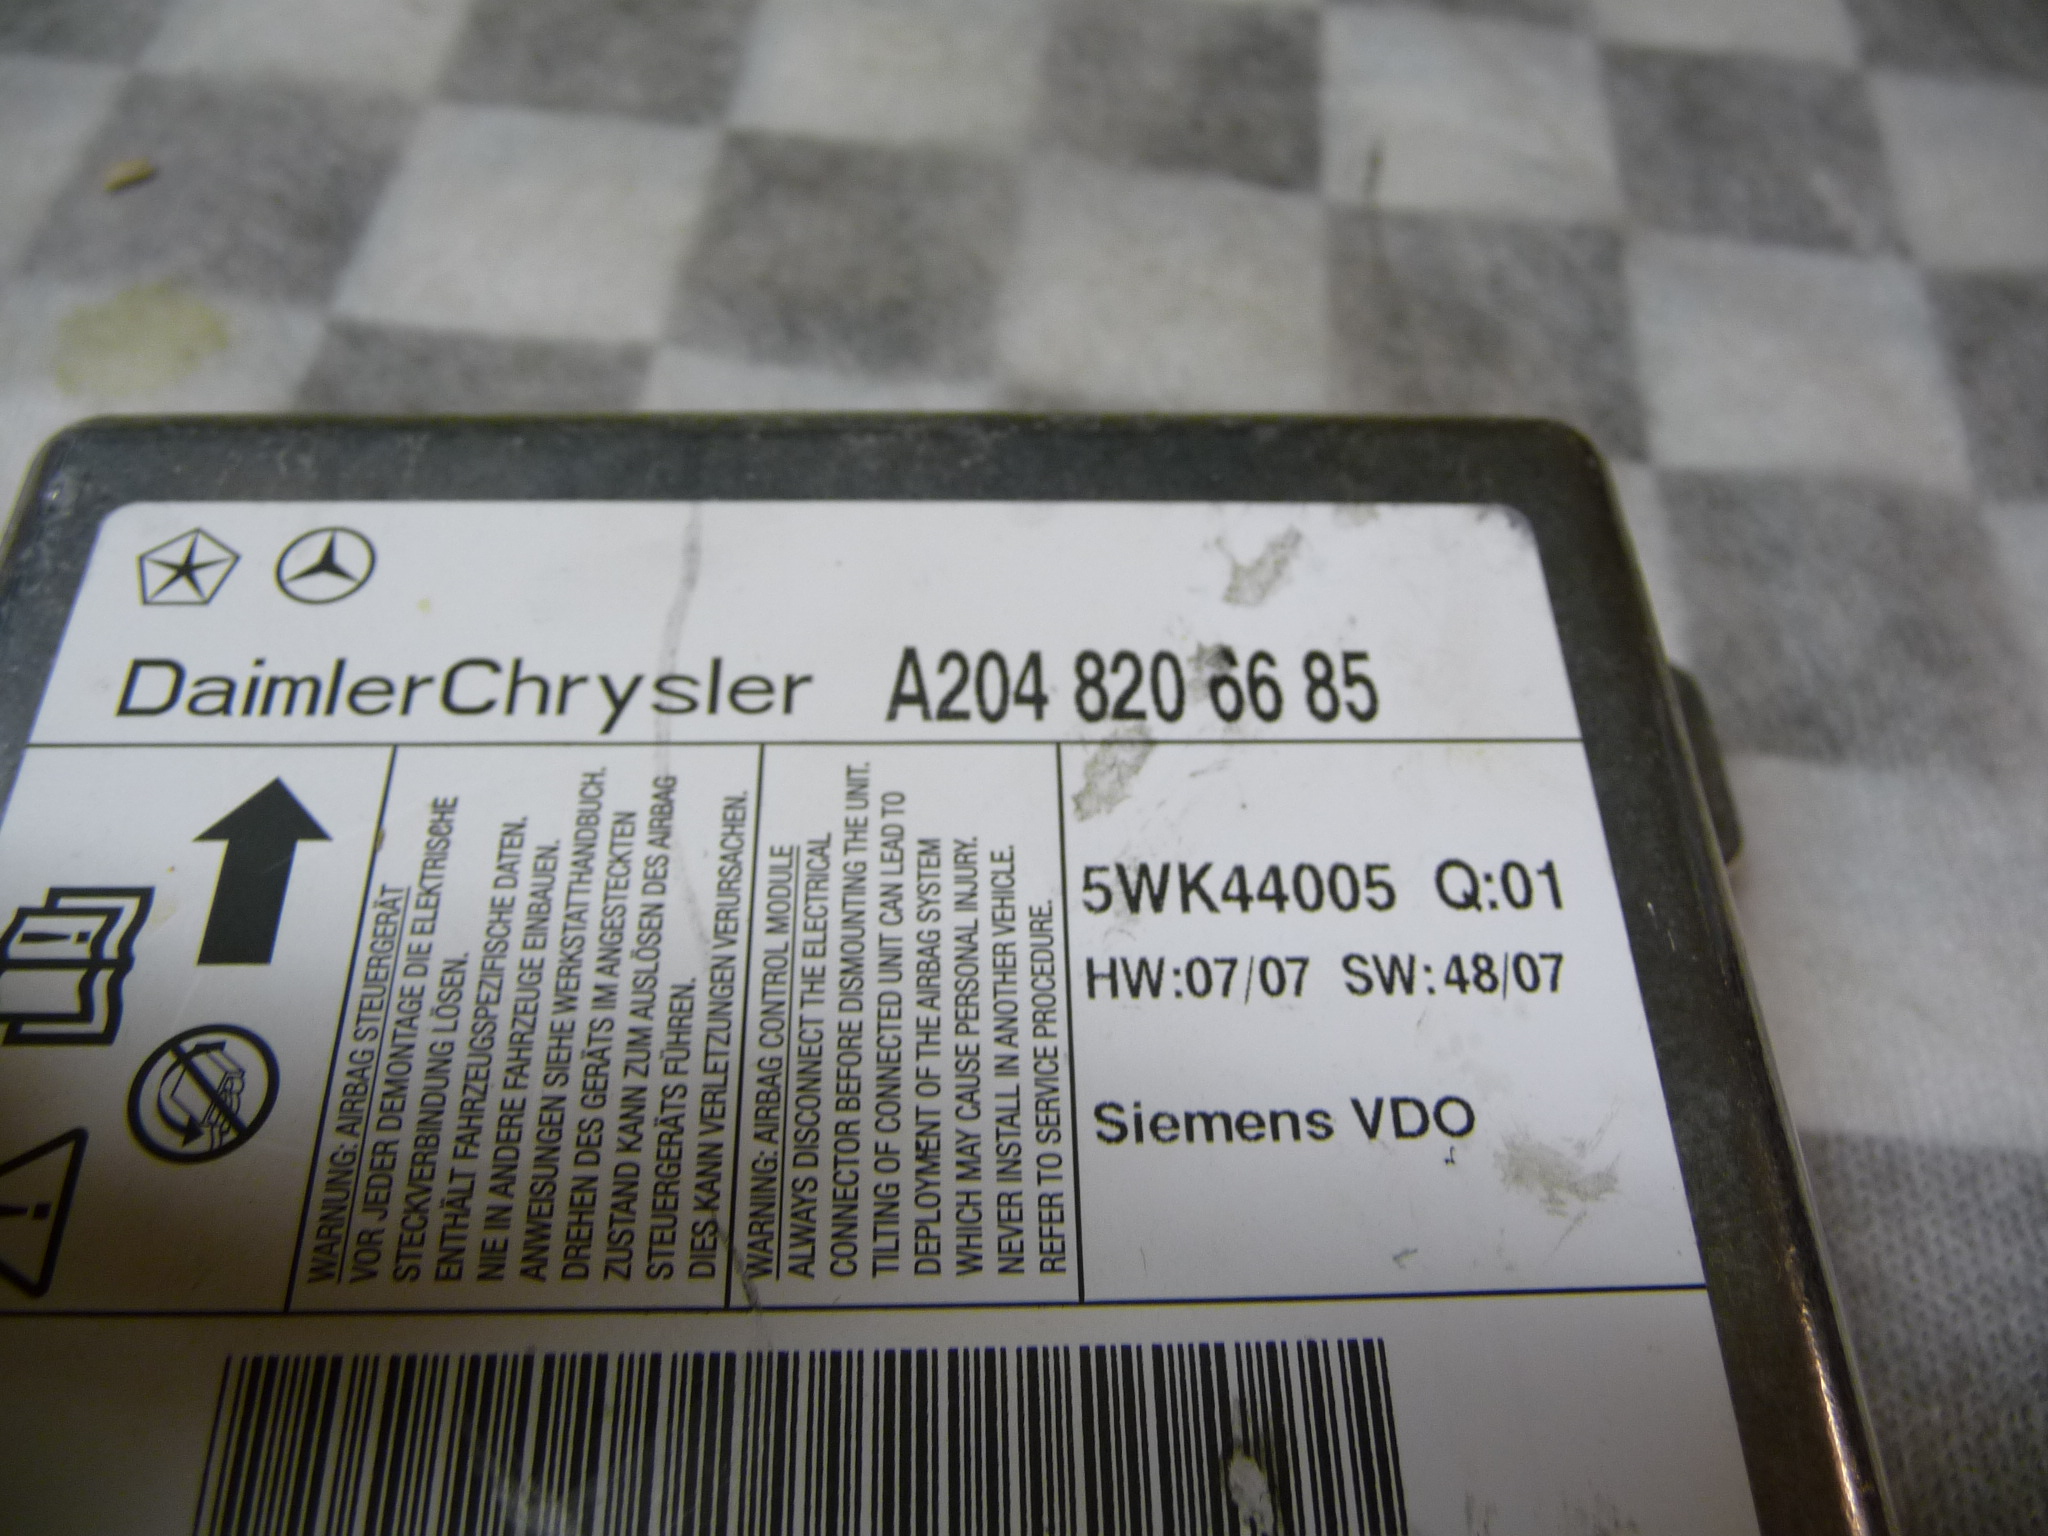 DaimlerChrysler A204 820 66 85
WARNUNG: AIRBAG STEUERGERÄT
VOR JEDER DEMONTAGE DIE ELEKTRISCHE
STECKVERBINDUNG LÖSEN.
ENTHÄLT FAHRZEUGSPEZIFISCHE DATEN.
NIE IN ANDERE FAHRZEUGE EINBAUEN.
ANWEISUNGEN SIEHE WERKSTATTHANDBUCH.
DREHEN DES GERÄTS IM ANGESTECKTEN
ZUSTAND KANN ZUM AUSLÖSEN DES AIRBAG
STEUERGERÄTS FÜHREN.
DIES KANN VERLETZUNGEN VERURSACHEN.
WARNING: AIRBAG CONTROL MODULE
ALWAYS DISCONNECT THE ELECTRICAL
CONNECTOR BEFORE DISMOUNTING THE UNIT.
TILTING OF CONNECTED UNIT CAN LEAD TO
DEPLOYMENT OF THE AIRBAG SYSTEM
WHICH MAY CAUSE PERSONAL INJURY.
NEVER INSTALL IN ANOTHER VEHICLE.
REFER TO SERVICE PROCEDURE.
5WK44005 Q:01
HW:07/07 SW:48/07
Siemens VDO